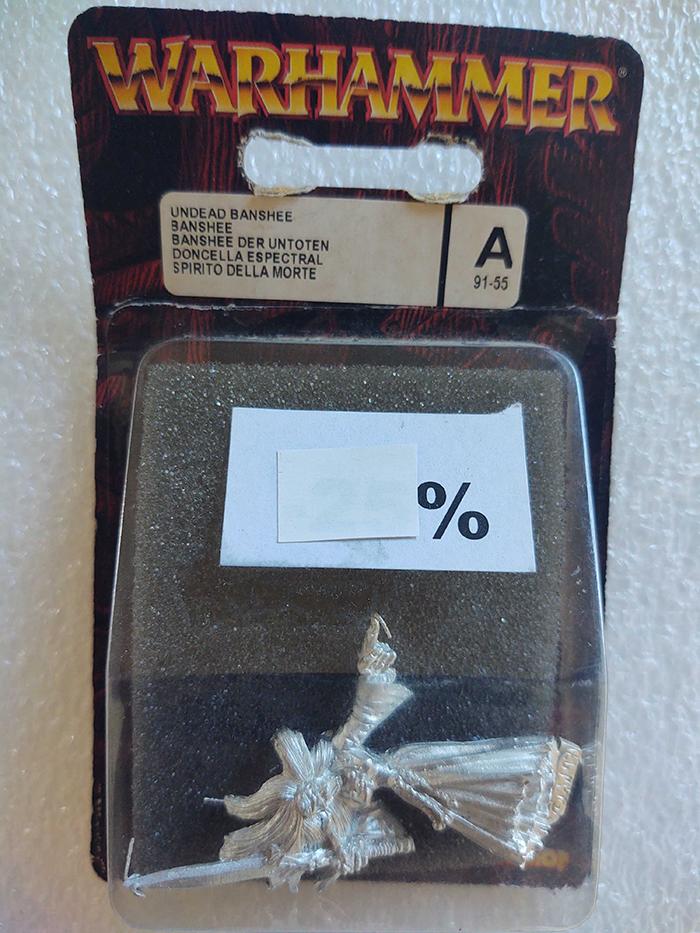 WARHAMMER®
UNDEAD BANSHEE
BANSHEE
BANSHEE DER UNTOTEN
DONCELLA ESPECTRAL
SPIRITO DELLA MORTE
A
91-55
%